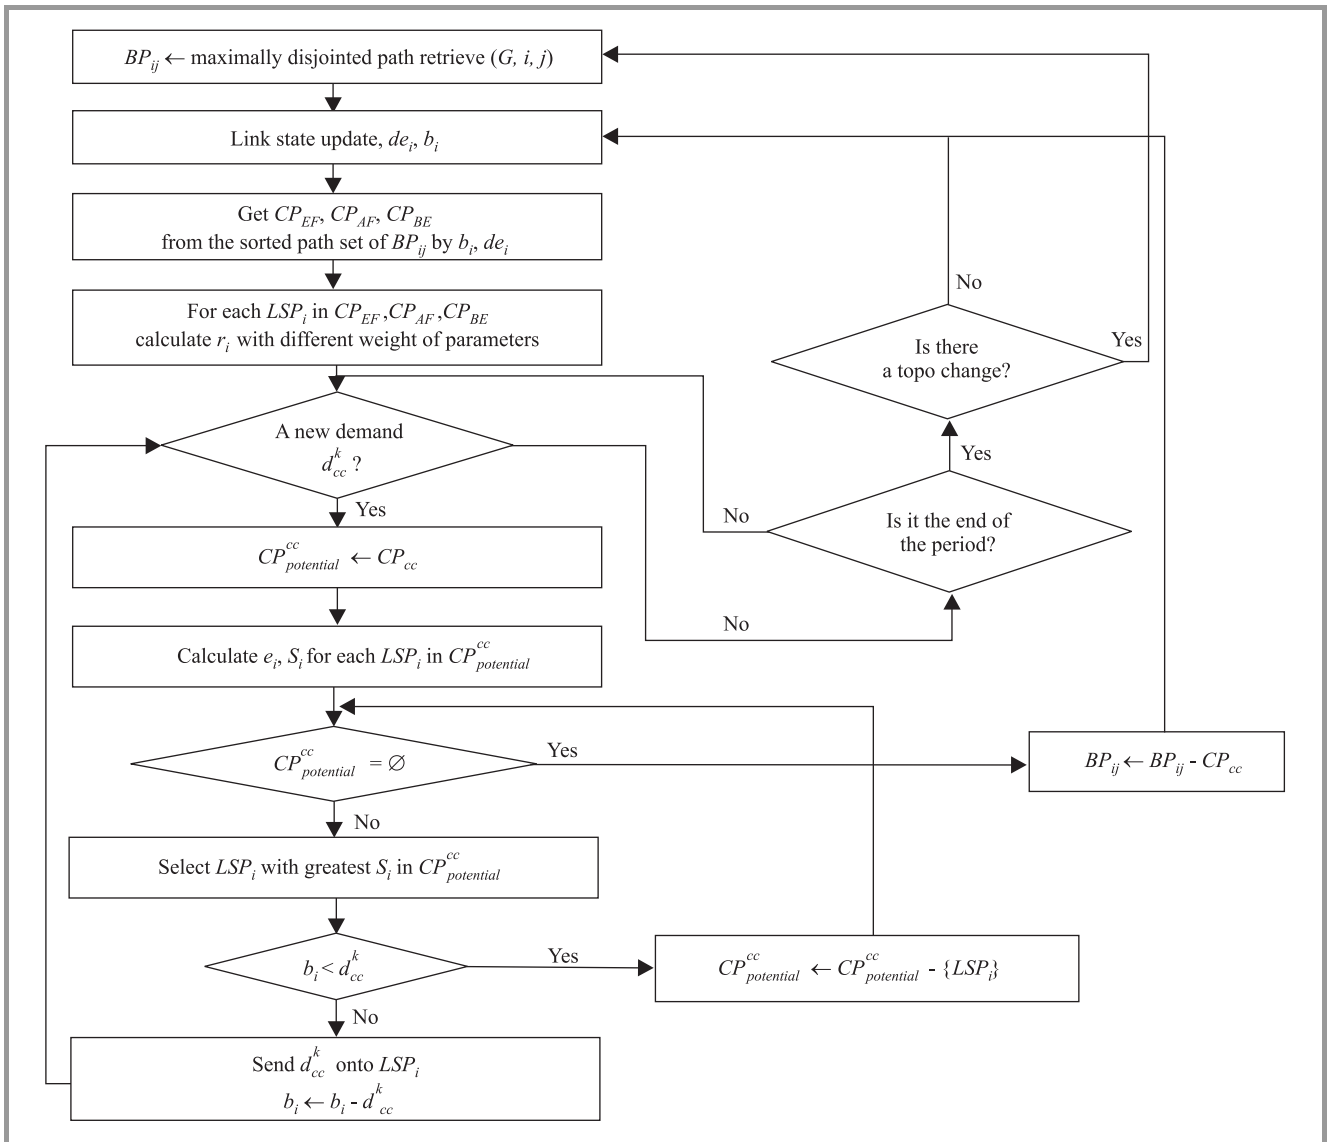 BP_ij ← maximally disjointed path retrieve (G, i, j)
Link state update, de_i, b_i
Get CP_EF, CP_AF, CP_BE
from the sorted path set of BP_ij by b_i, de_i
For each LSP_i in CP_EF ,CP_AF ,CP_BE
calculate r_i with different weight of parameters
No
Yes
Is there
a topo change?
A new demand
d_cc^k ?
Yes
Yes
No
Is it the end of
the period?
CP_potential^cc ← CP_cc
No
Calculate e_i, S_i for each LSP_i in CP_potential^cc
CP_potential^cc = ∅
Yes
BP_ij ← BP_ij - CP_cc
No
Select LSP_i with greatest S_i in CP_potential^cc
b_i < d_cc^k
Yes
CP_potential^cc ← CP_potential^cc - {LSP_i}
No
Send d_cc^k onto LSP_i
b_i ← b_i - d_cc^k